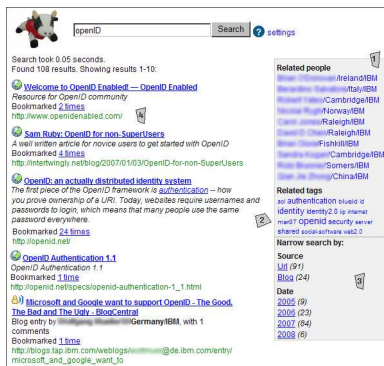 openID Search settings
Search took 0.05 seconds.
Found 108 results. Showing results 1-10:
Welcome to OpenID Enabled! — OpenID Enabled
Resource for OpenID community
Bookmarked 2 times
http://www.openidenabled.com/
Sam Ruby: OpenID for non-SuperUsers
A well written article for novice users to get started with OpenID
Bookmarked 4 times
http://intertwingly.net/blog/2007/01/03/OpenID-for-non-SuperUsers
OpenID: an actually distributed identity system
The first piece of the OpenID framework is authentication -- how
you prove ownership of a URI. Today, websites require usernames and
passwords to login, which means that many people use the same
password everywhere.
Bookmarked 24 times
http://openid.net/
OpenID Authentication 1.1
OpenID Authentication 1.1
Bookmarked 1 time
http://openid.net/specs/openid-authentication-1_1.html
Microsoft and Google want to support OpenID - The Good,
The Bad and The Ugly - BlogCentral
Blog entry by Germany/IBM, with 1
comments
Bookmarked 1 time
http://blogs.tap.ibm.com/weblogs/ @de.ibm.com/entry/
microsoft_and_google_want_to
1
Related people
/Ireland/IBM
/Italy/IBM
/Cambridge/IBM
/Norway/IBM
/Raleigh/IBM
/Raleigh/IBM
/Fishkill/IBM
/Cambridge/IBM
/Somers/IBM
/China/IBM
Related tags
aol authentication blueid id
identity identity2.0 ip internet
mar07 openid security server
shared social-software web2.0
Narrow search by:
Source
Url (91)
Blog (24)
Date
2005 (9)
2006 (23)
2007 (84)
2008 (6)
2
3
4